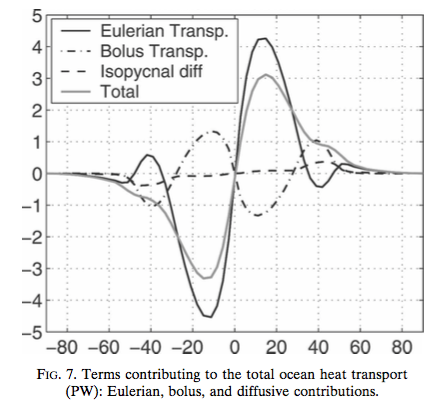 5
4
3
2
1
0
−1
−2
−3
−4
−5
Eulerian Transp.
Bolus Transp.
Isopycnal diff
Total
−80 −60 −40 −20 0 20 40 60 80
FIG. 7. Terms contributing to the total ocean heat transport
(PW): Eulerian, bolus, and diffusive contributions.